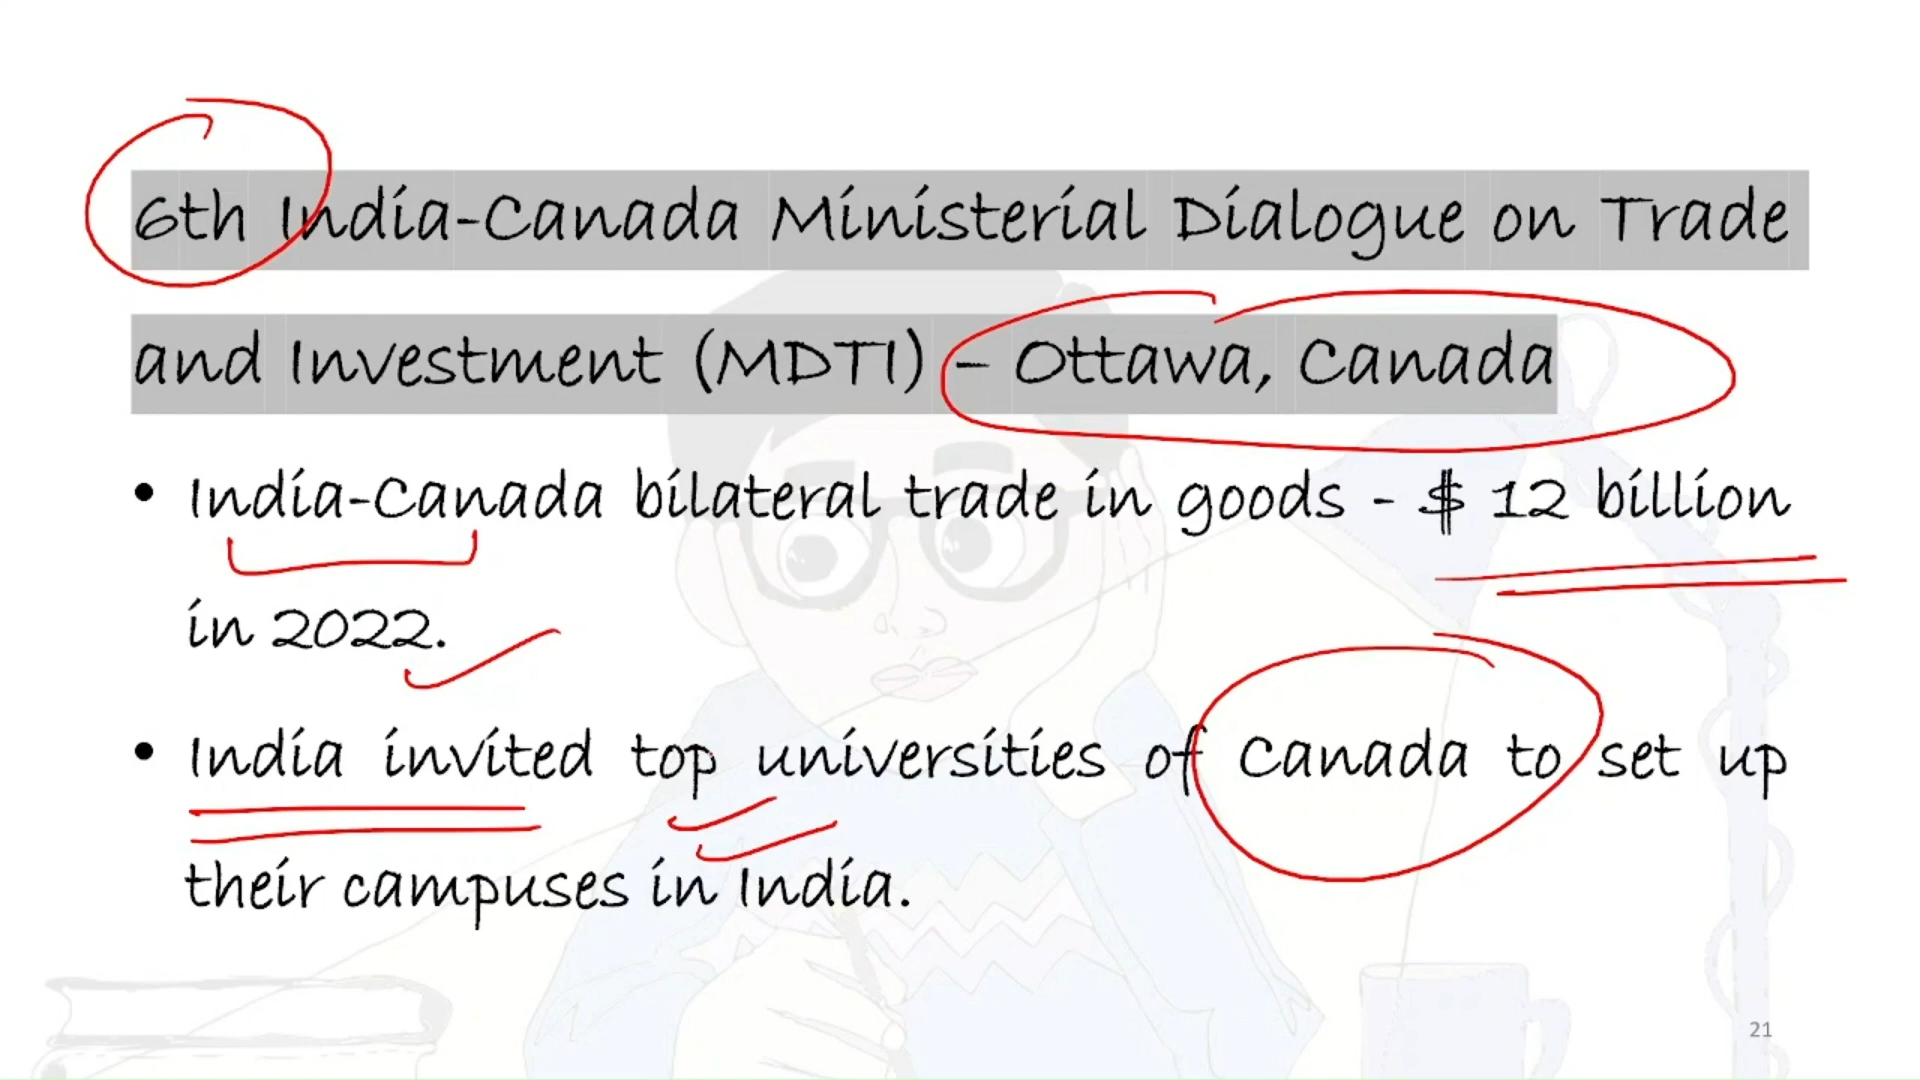 6th India-Canada Ministerial Dialogue on Trade
and Investment (MDTI) – Ottawa, Canada
• India-Canada bilateral trade in goods - $ 12 billion
in 2022.
• India invited top universities of Canada to set up
their campuses in India.
21